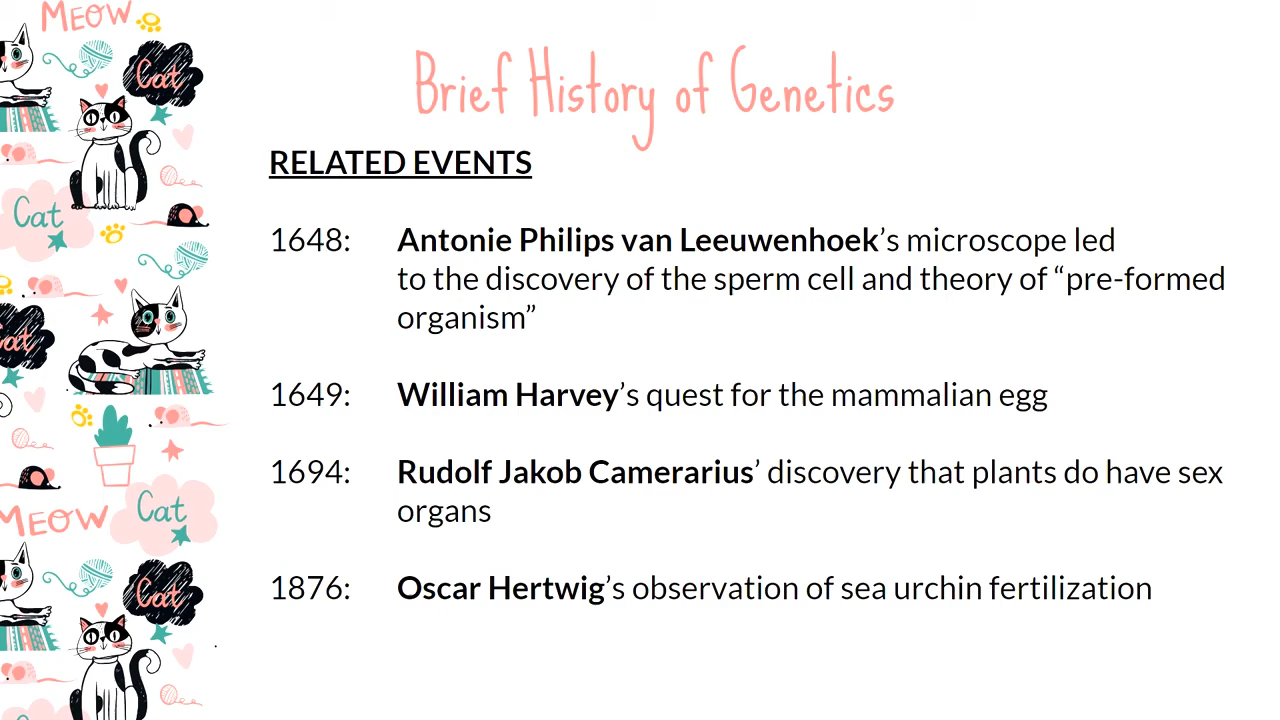 MEOW
Cat
Cat
Cat
MEOW
Cat
Cat
Brief History of Genetics
RELATED EVENTS
1648: Antonie Philips van Leeuwenhoek’s microscope led
to the discovery of the sperm cell and theory of “pre-formed
organism”
1649: William Harvey’s quest for the mammalian egg
1694: Rudolf Jakob Camerarius’ discovery that plants do have sex
organs
1876: Oscar Hertwig’s observation of sea urchin fertilization